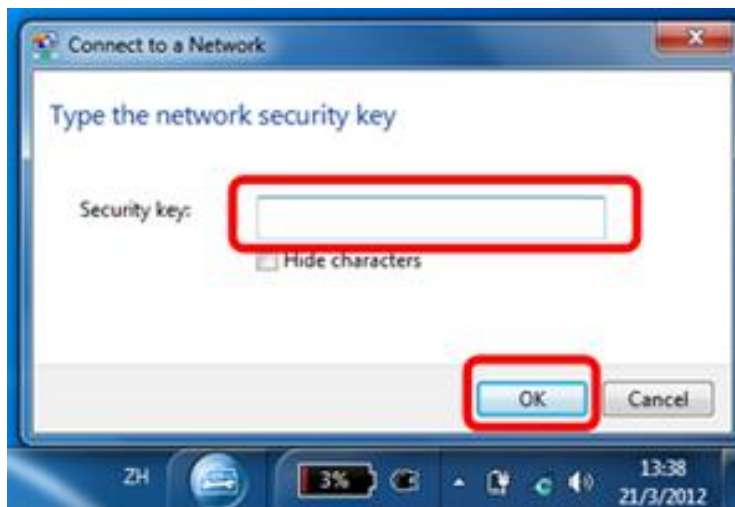 Connect to a Network
Type the network security key
Security key:
Hide characters
OK Cancel
ZH 3% 13:38
21/3/2012